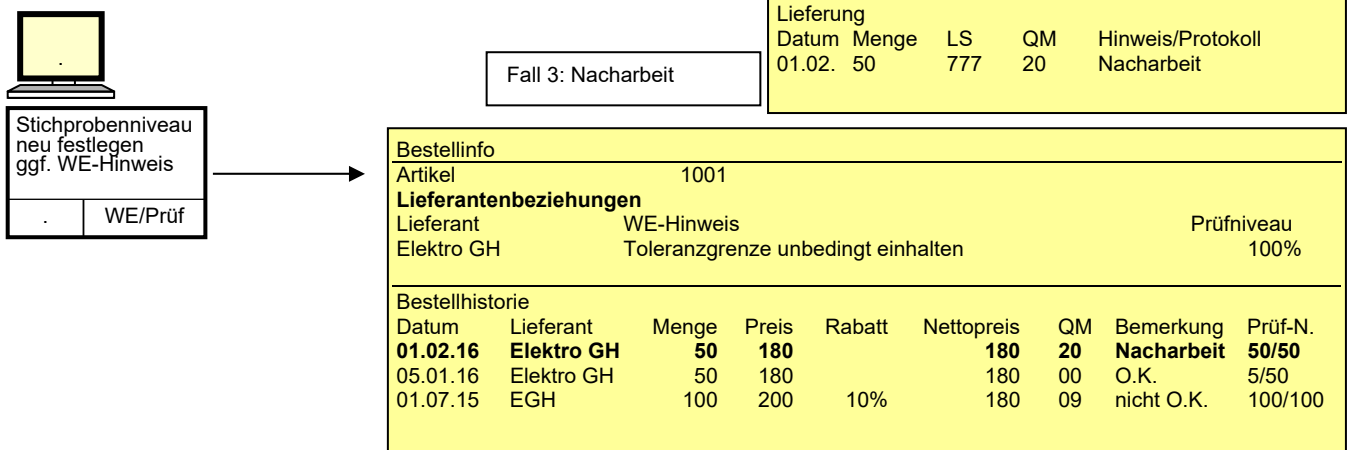 Lieferung
Datum Menge LS QM Hinweis/Protokoll
01.02. 50 777 20 Nacharbeit
.
Fall 3: Nacharbeit
Stichprobenniveau
neu festlegen
ggf. WE-Hinweis
. WE/Prüf
Bestellinfo
Artikel 1001
Lieferantenbeziehungen
Lieferant WE-Hinweis Prüfniveau
Elektro GH Toleranzgrenze unbedingt einhalten 100%
Bestellhistorie
Datum Lieferant Menge Preis Rabatt Nettopreis QM Bemerkung Prüf-N.
01.02.16 Elektro GH 50 180 180 20 Nacharbeit 50/50
05.01.16 Elektro GH 50 180 180 00 O.K. 5/50
01.07.15 EGH 100 200 10% 180 09 nicht O.K. 100/100